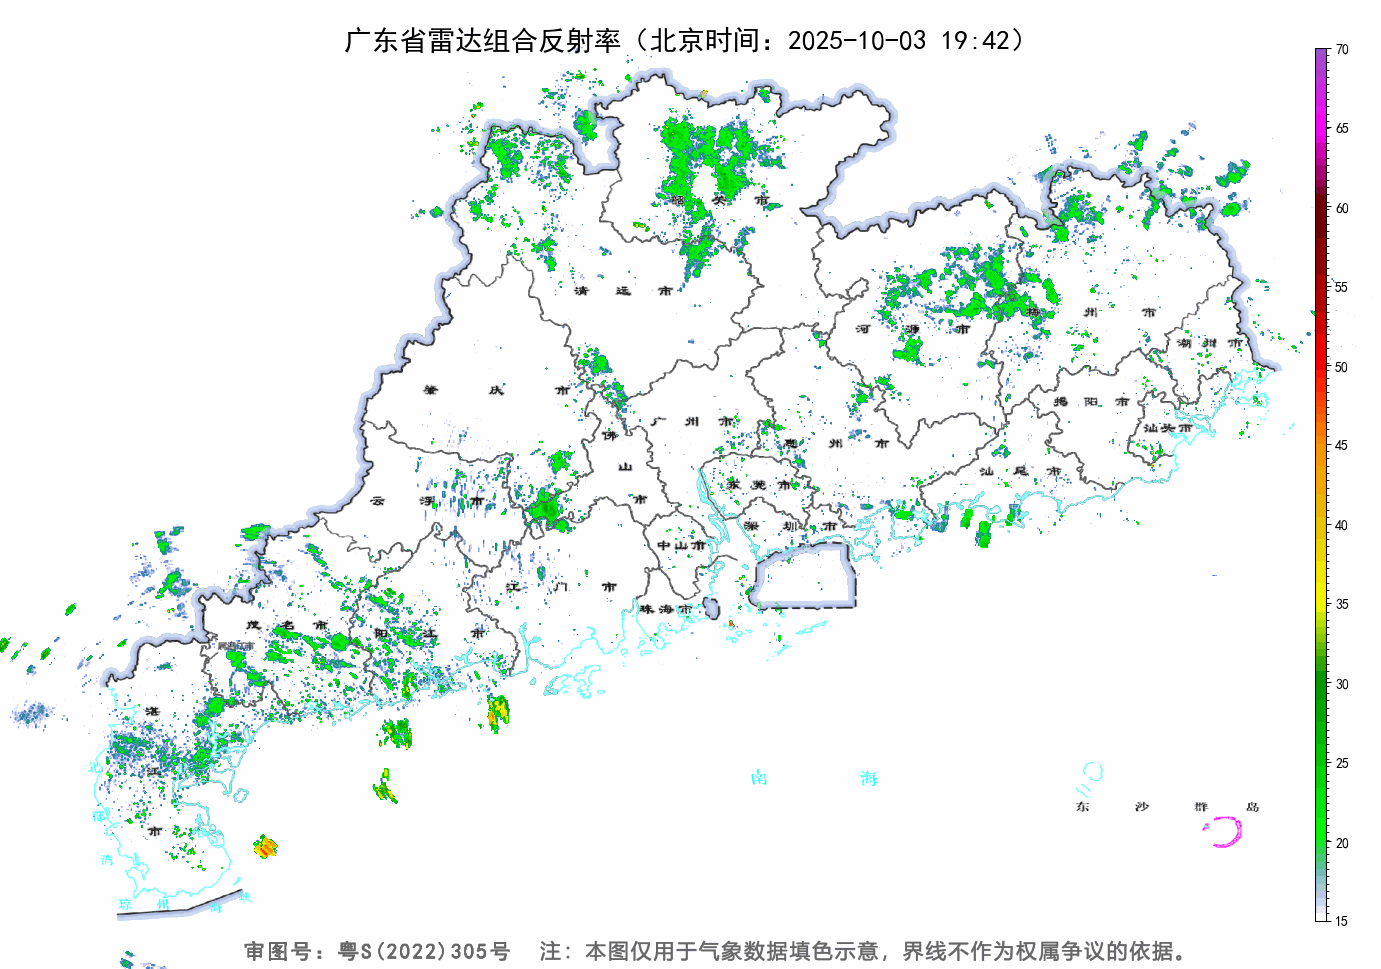 广东省雷达组合反射率（北京时间：2025-10-03 19:42）
70
65
60
55
50
45
40
35
30
25
20
15
韶关市
清远市
河源市
梅州市
潮州市
肇庆市
广州市
惠州市
揭阳市
汕头市
佛山市
云浮市
东莞市
汕尾市
深圳市
中山市
江门市
珠海市
茂名市
阳江市
湛江市
北部湾
琼州海峡
南海
东沙群岛
审图号：粤S(2022)305号 注：本图仅用于气象数据填色示意，界线不作为权属争议的依据。